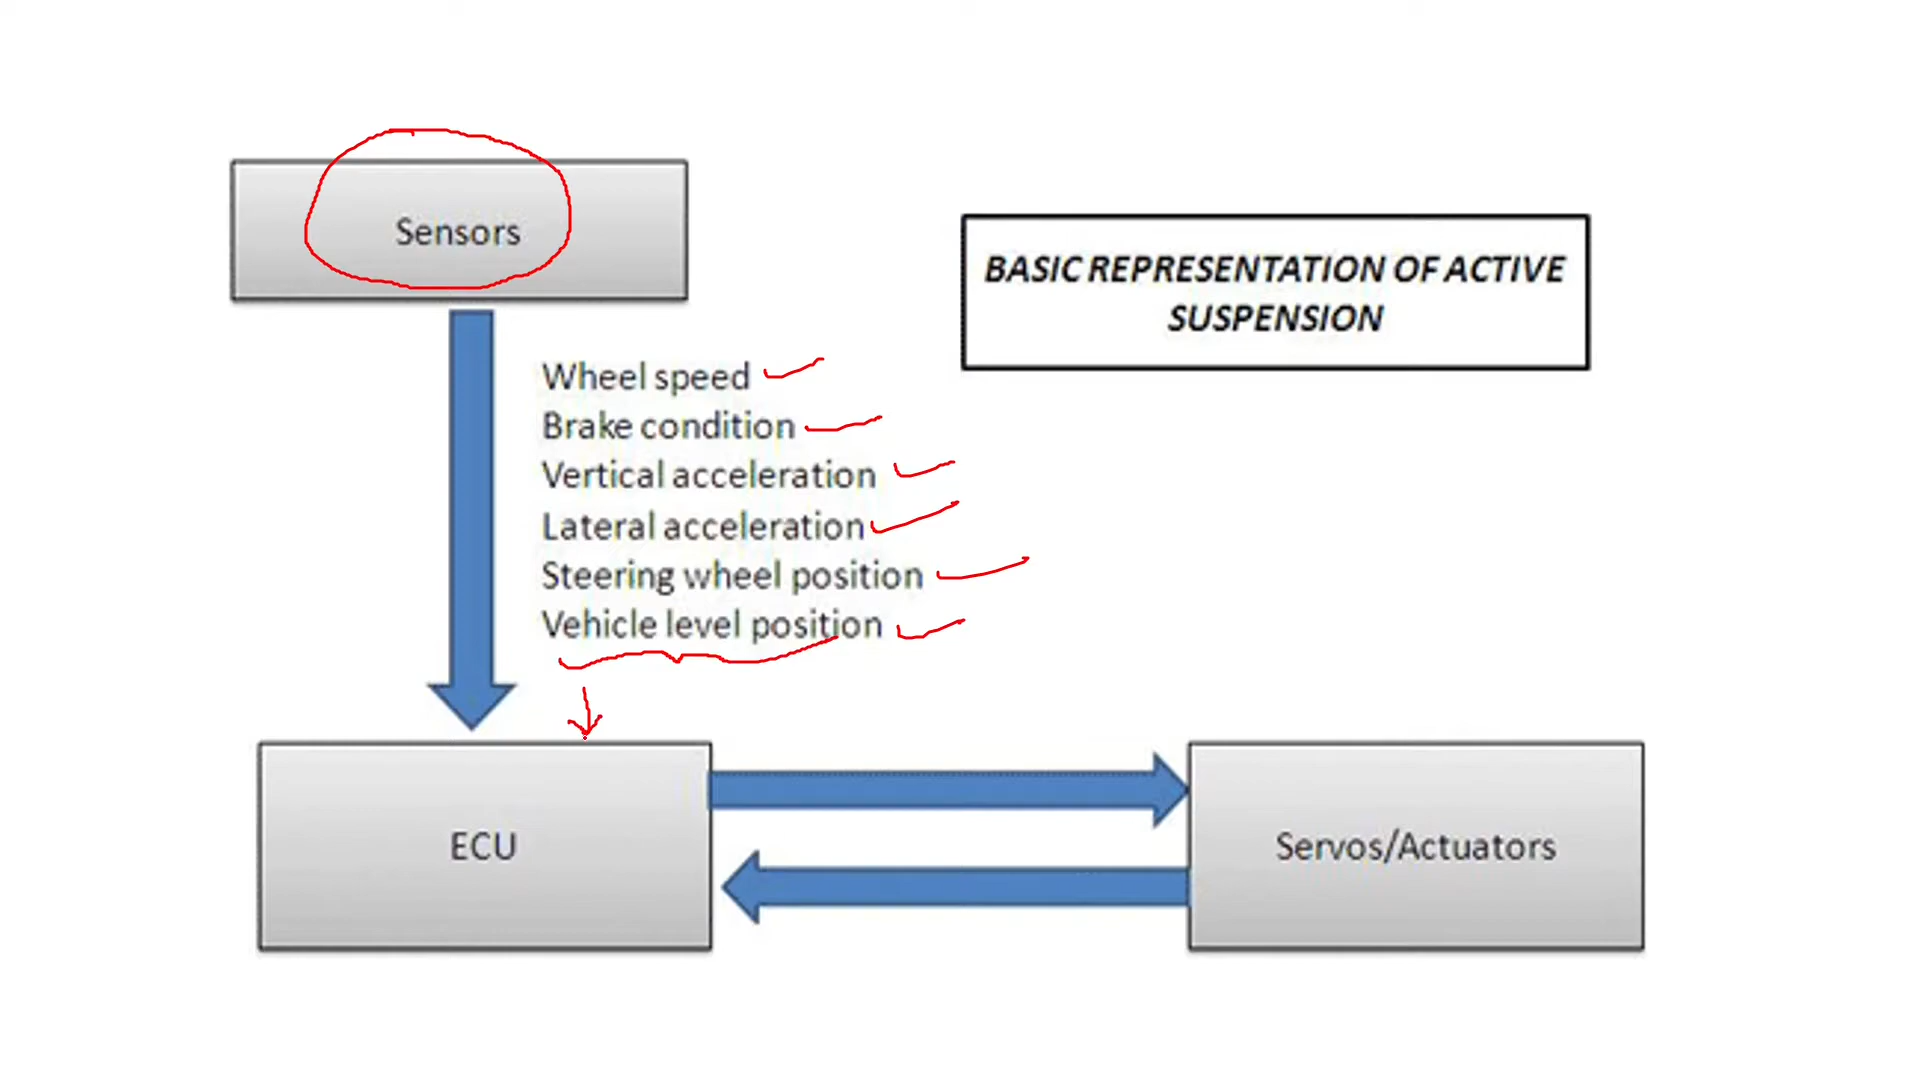 Sensors
BASIC REPRESENTATION OF ACTIVE
SUSPENSION
Wheel speed
Brake condition
Vertical acceleration
Lateral acceleration
Steering wheel position
Vehicle level position
ECU
Servos/Actuators